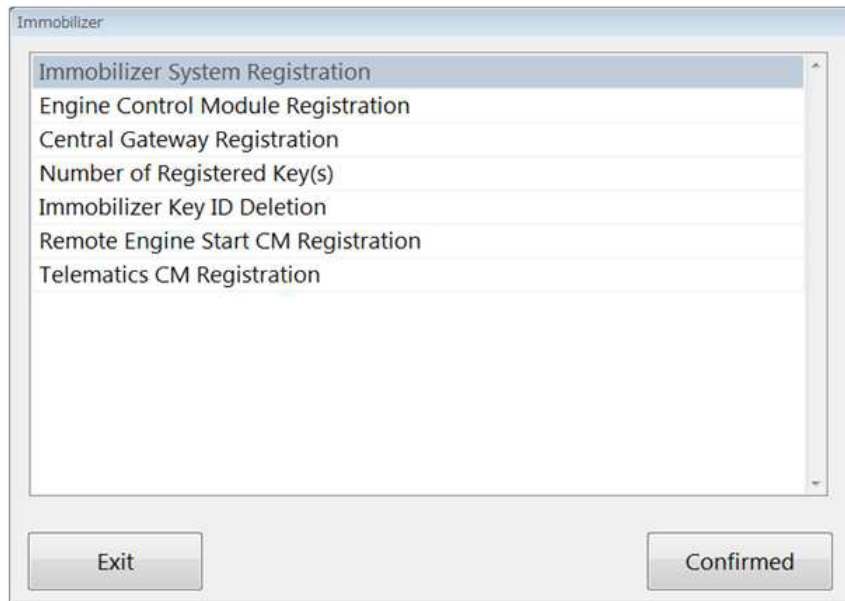 Immobilizer
Immobilizer System Registration
Engine Control Module Registration
Central Gateway Registration
Number of Registered Key(s)
Immobilizer Key ID Deletion
Remote Engine Start CM Registration
Telematics CM Registration
Exit
Confirmed